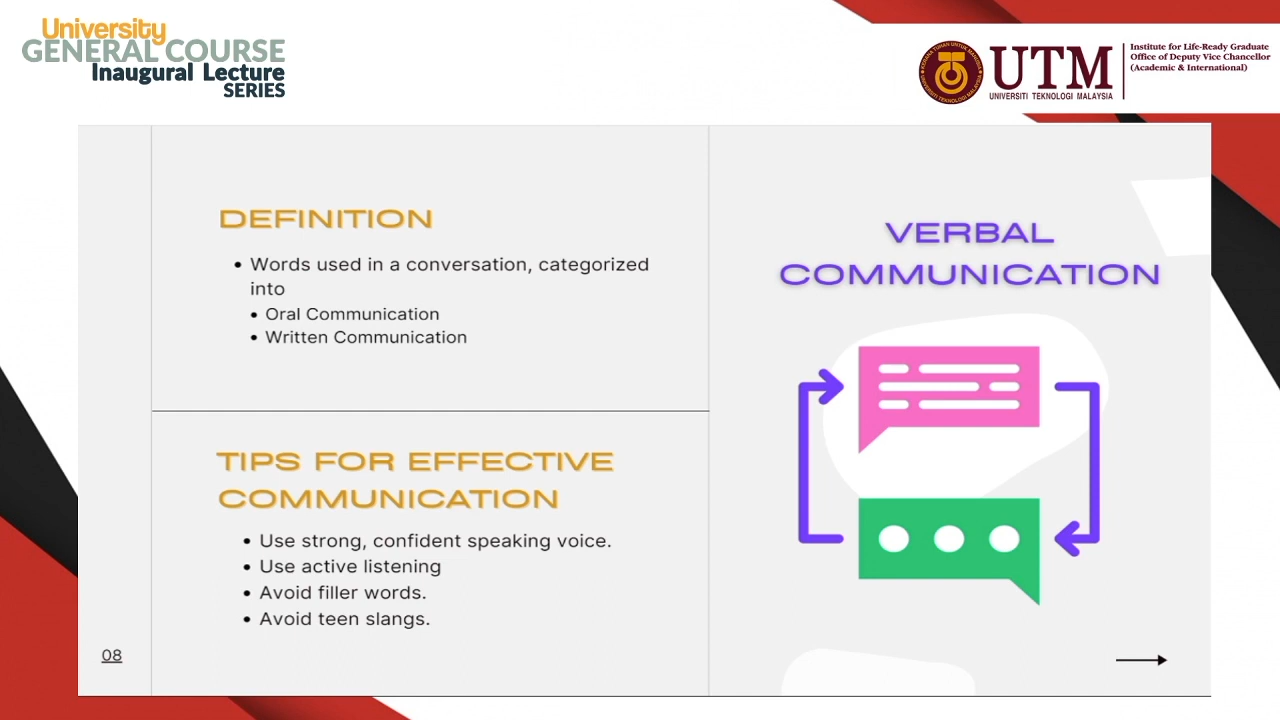 University
GENERAL COURSE
Inaugural Lecture
SERIES
UTM
UNIVERSITI TEKNOLOGI MALAYSIA
Institute for Life-Ready Graduate
Office of Deputy Vice Chancellor
(Academic & International)
DEFINITION
• Words used in a conversation, categorized
into
• Oral Communication
• Written Communication
TIPS FOR EFFECTIVE
COMMUNICATION
• Use strong, confident speaking voice.
• Use active listening
• Avoid filler words.
• Avoid teen slangs.
08
VERBAL
COMMUNICATION